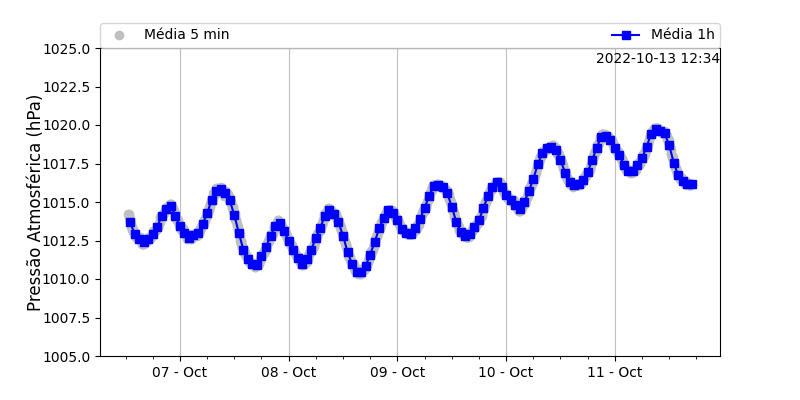 Média 5 min
Média 1h
2022-10-13 12:34
Pressão Atmosférica (hPa)
1025.0
1022.5
1020.0
1017.5
1015.0
1012.5
1010.0
1007.5
1005.0
07 - Oct
08 - Oct
09 - Oct
10 - Oct
11 - Oct